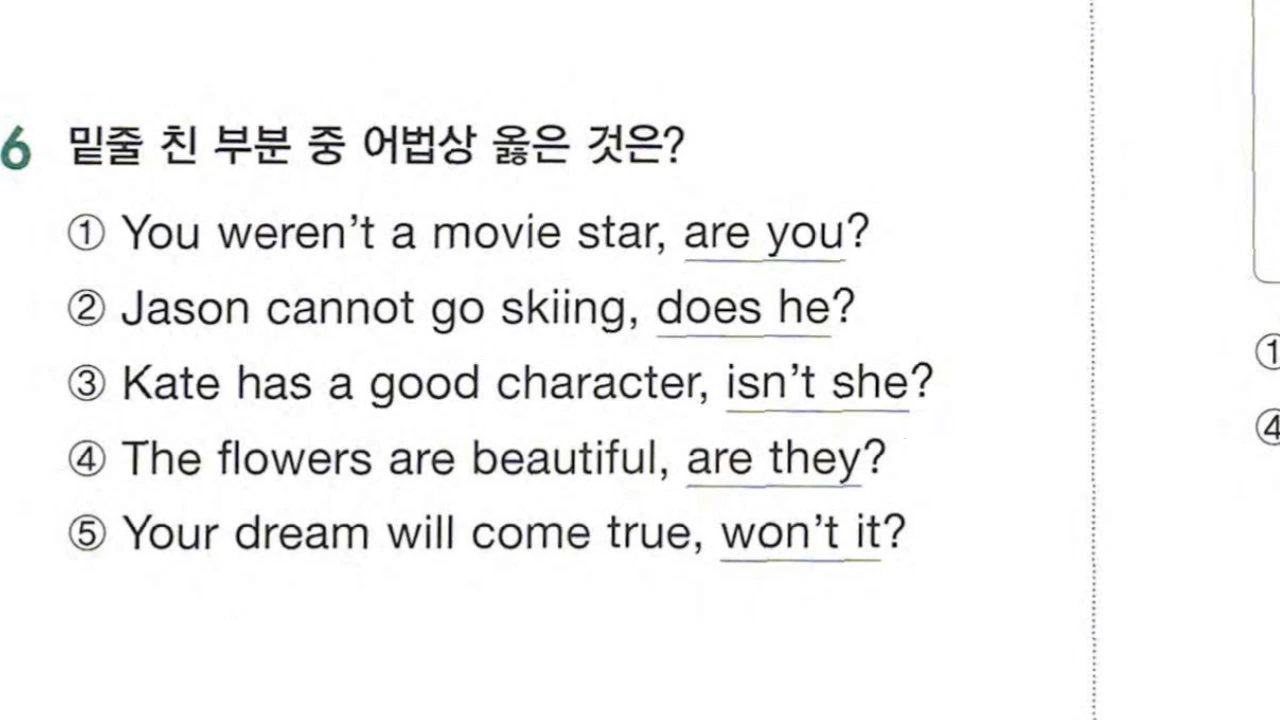 6 밑줄 친 부분 중 어법상 옳은 것은?
① You weren't a movie star, are you?
② Jason cannot go skiing, does he?
③ Kate has a good character, isn't she?
④ The flowers are beautiful, are they?
⑤ Your dream will come true, won't it?
①
④